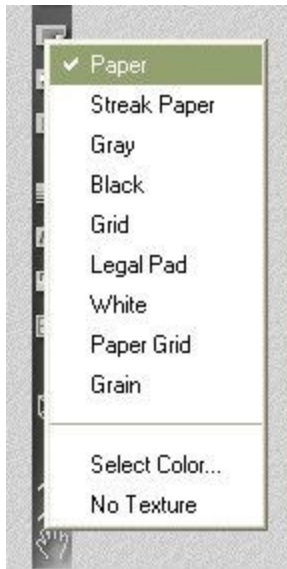 Paper
Streak Paper
Gray
Black
Grid
Legal Pad
White
Paper Grid
Grain
Select Color...
No Texture